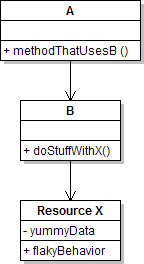 A
+ methodThatUsesB ()
B
+ doStuffWithX()
Resource X
- yummyData
+ flakyBehavior